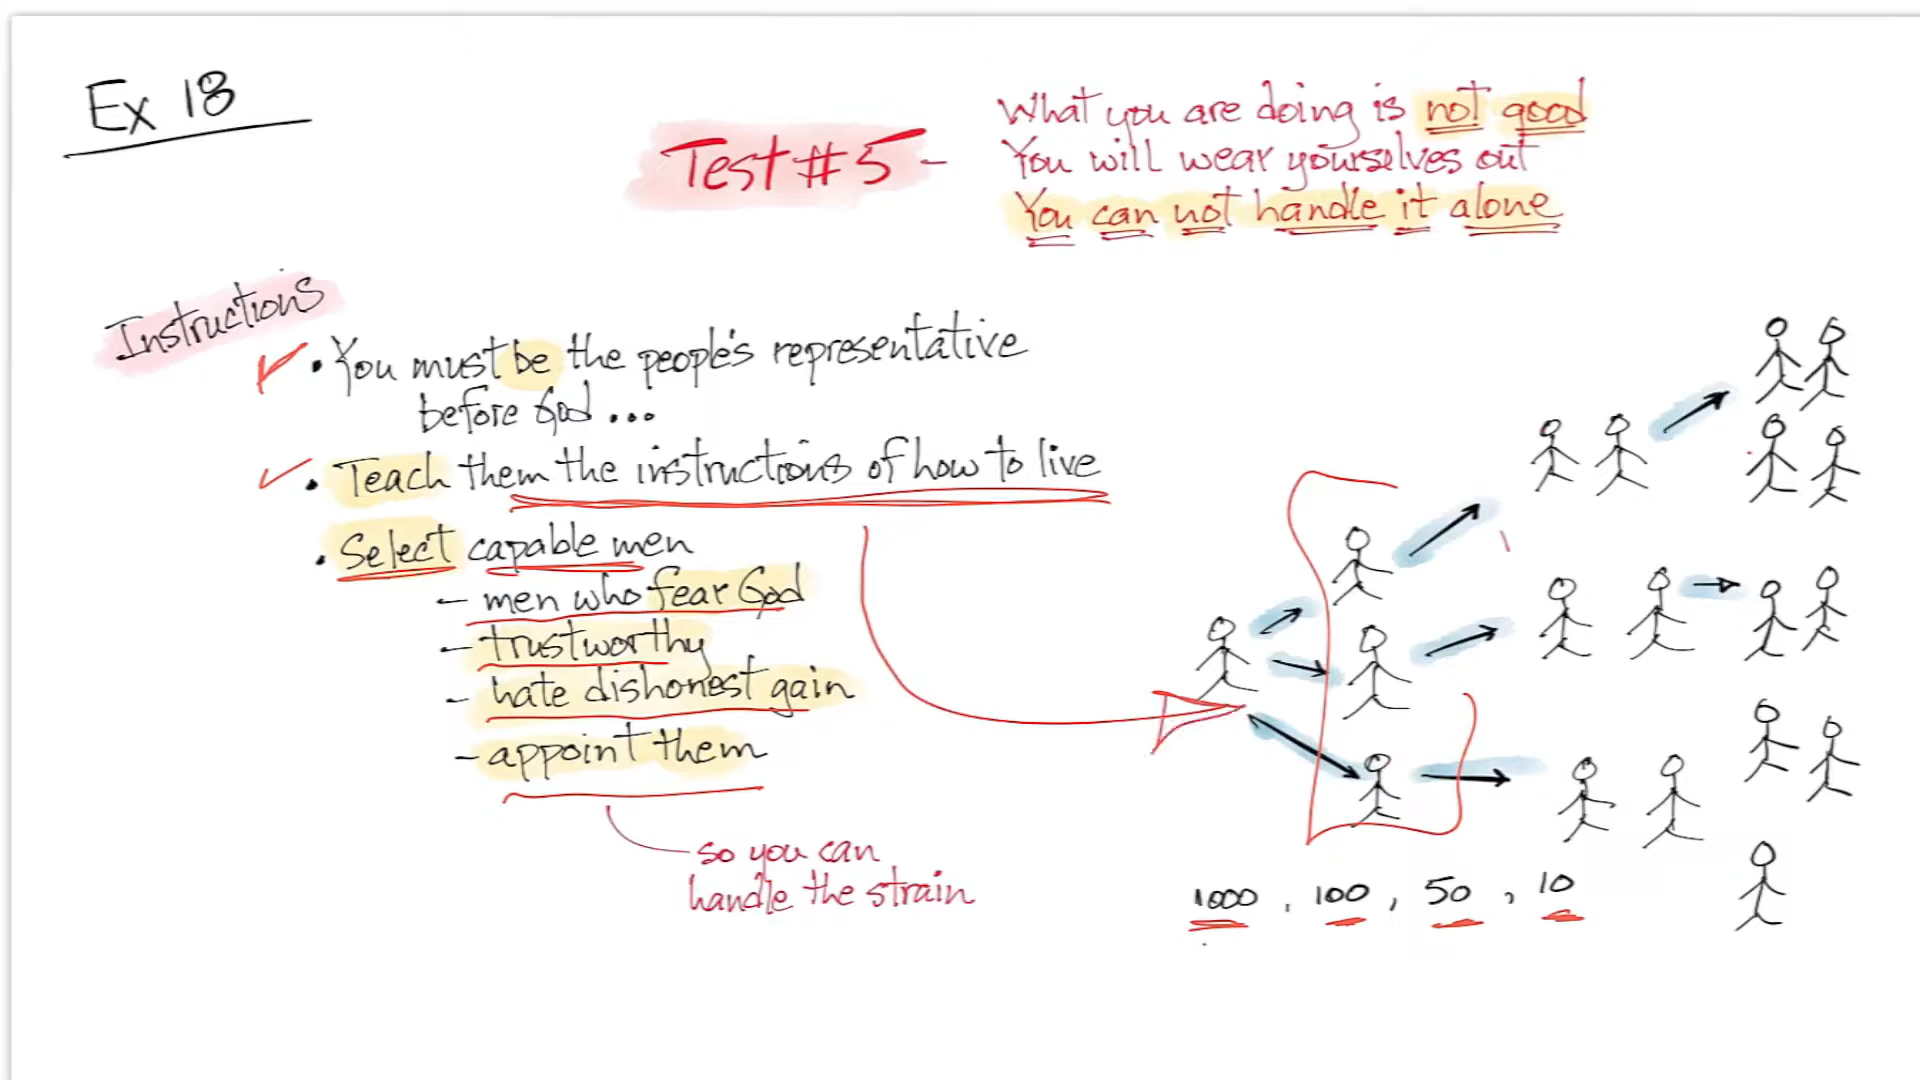 Ex 18
Test #5 -
What you are doing is not good
You will wear yourselves out
You can not handle it alone
Instructions
• You must be the people's representative
before God ...
• Teach them the instructions of how to live
• Select capable men
- men who fear God
- trustworthy
- hate dishonest gain
- appoint them
so you can
handle the strain
1000, 100, 50, 10